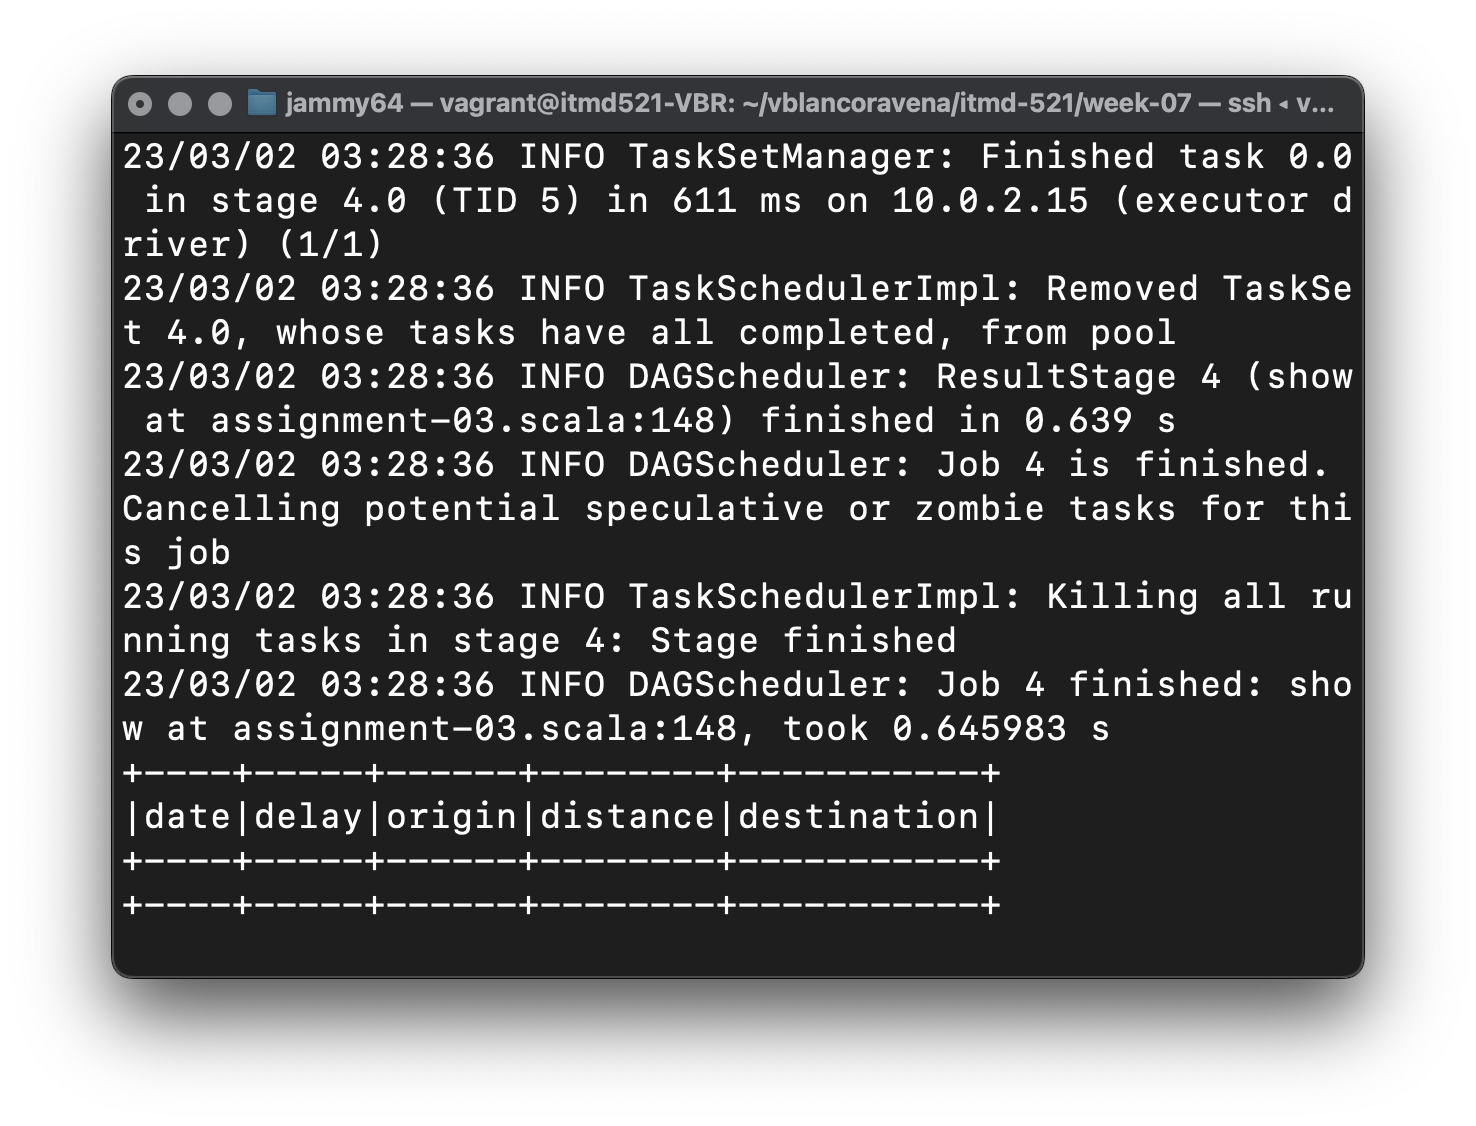 jammy64 — vagrant@itmd521-VBR: ~/vblancoravena/itmd-521/week-07 — ssh ◂ v...
23/03/02 03:28:36 INFO TaskSetManager: Finished task 0.0
 in stage 4.0 (TID 5) in 611 ms on 10.0.2.15 (executor d
river) (1/1)
23/03/02 03:28:36 INFO TaskSchedulerImpl: Removed TaskSe
t 4.0, whose tasks have all completed, from pool
23/03/02 03:28:36 INFO DAGScheduler: ResultStage 4 (show
 at assignment-03.scala:148) finished in 0.639 s
23/03/02 03:28:36 INFO DAGScheduler: Job 4 is finished.
Cancelling potential speculative or zombie tasks for thi
s job
23/03/02 03:28:36 INFO TaskSchedulerImpl: Killing all ru
nning tasks in stage 4: Stage finished
23/03/02 03:28:36 INFO DAGScheduler: Job 4 finished: sho
w at assignment-03.scala:148, took 0.645983 s
+----+-----+------+--------+-----------+
|date|delay|origin|distance|destination|
+----+-----+------+--------+-----------+
+----+-----+------+--------+-----------+